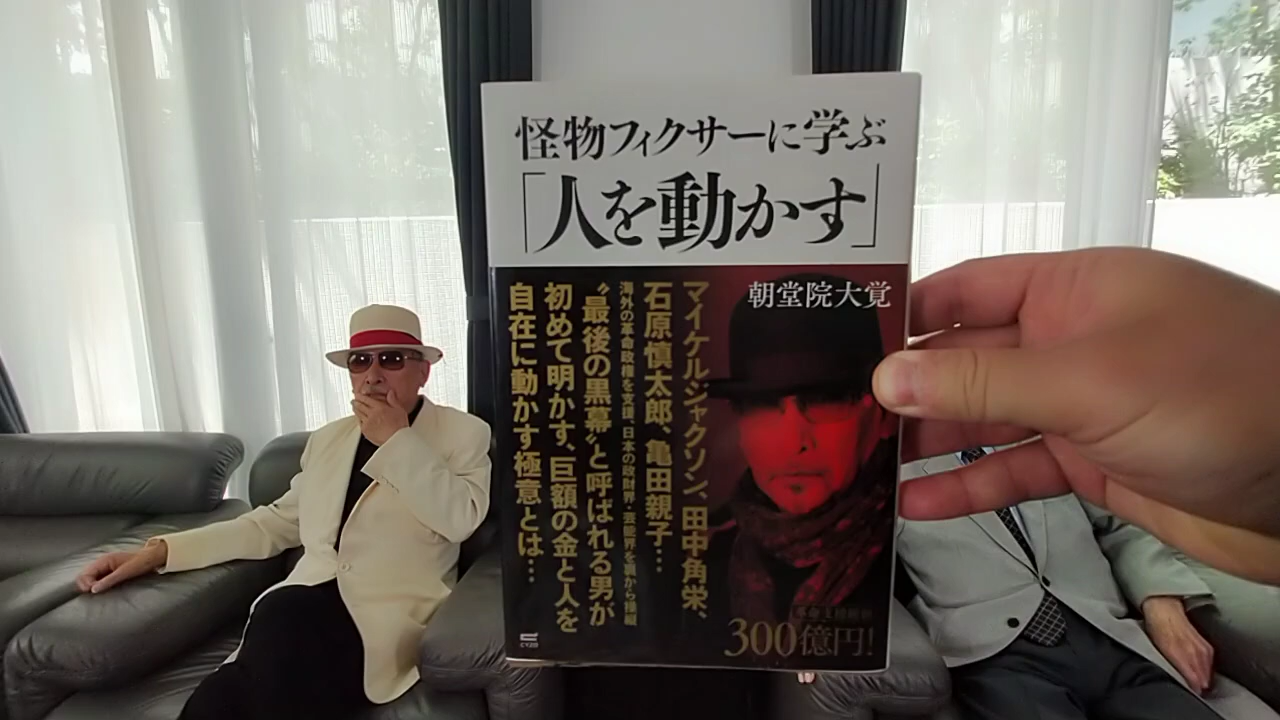 怪物フィクサーに学ぶ
「人を動かす」
朝堂院大覚
マイケルジャクソン、田中角栄、
石原慎太郎、亀田親子…
海外の革命政権を支援、日本の政財界・芸能界を裏から操縦
〝最後の黒幕〟と呼ばれる男が
初めて明かす、巨額の金と人を
自在に動かす極意とは…
300億円!